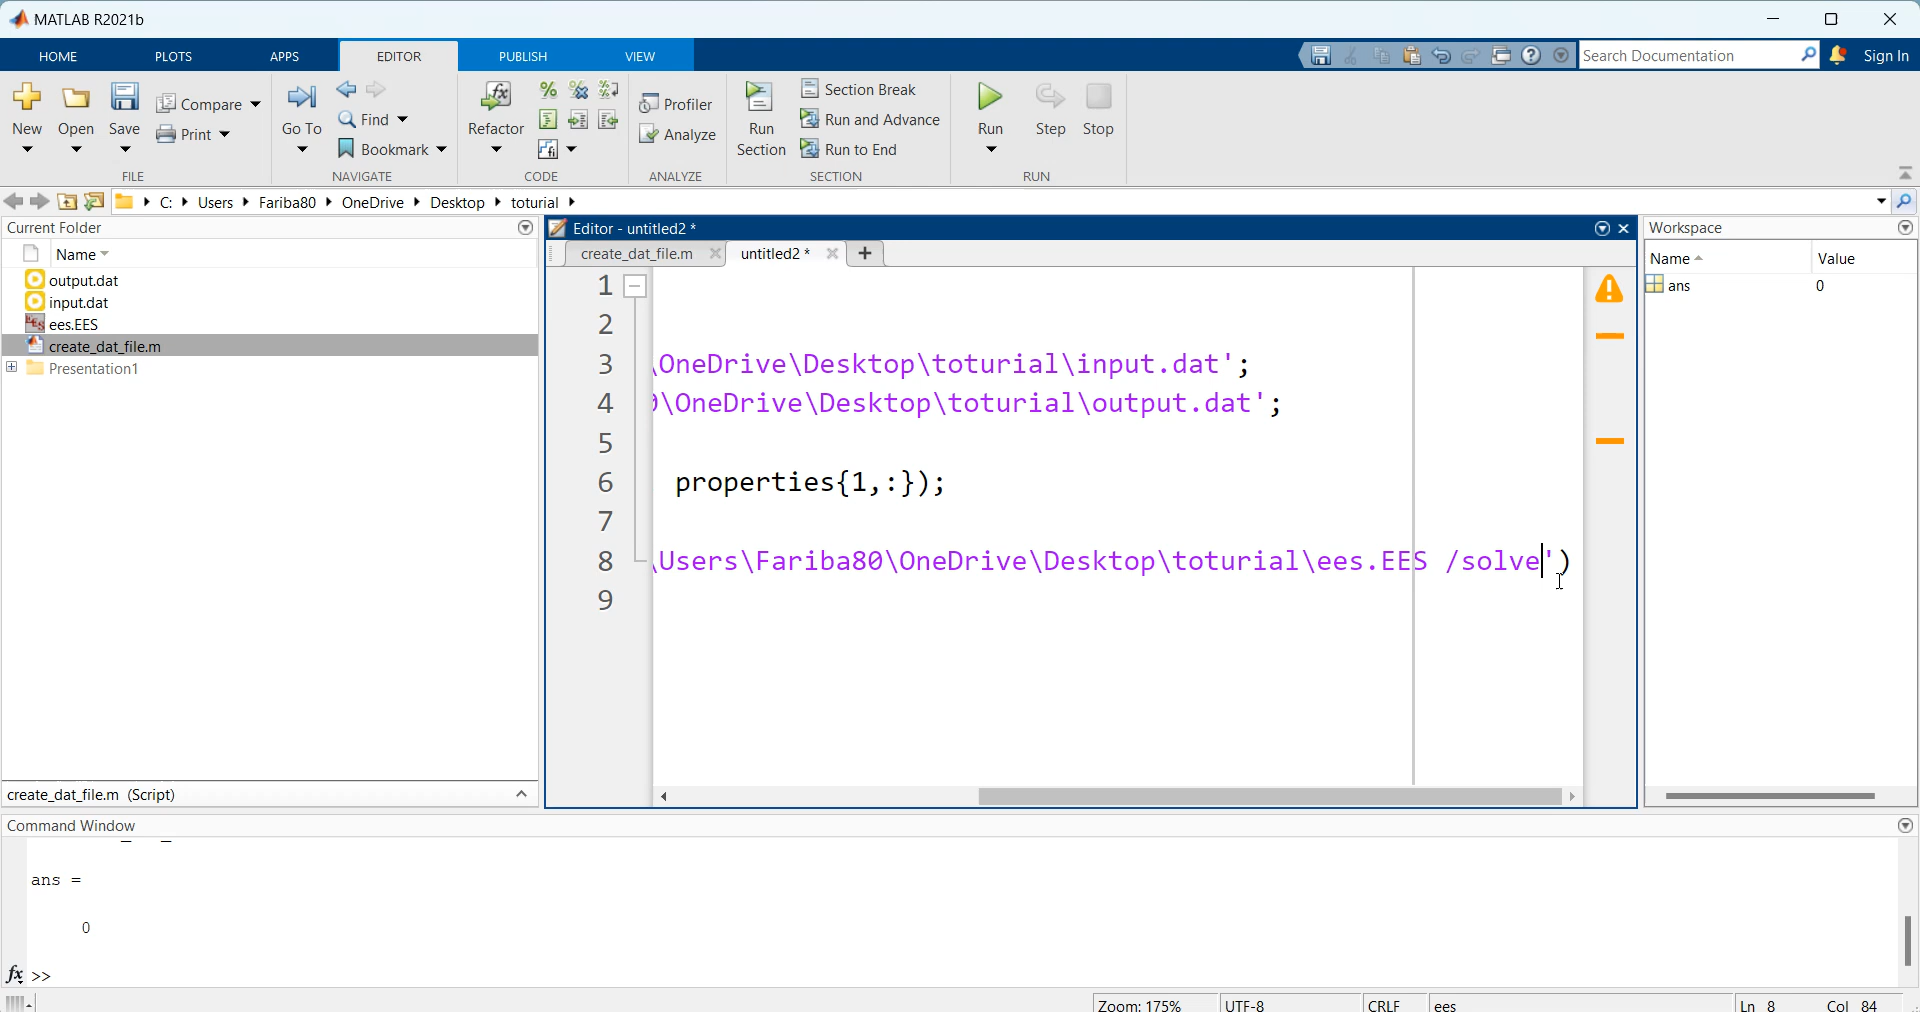 MATLAB R2021b
HOME PLOTS APPS EDITOR PUBLISH VIEW Search Documentation Sign In
New Open Save Compare Print FILE
Go To Find Bookmark NAVIGATE
Refactor CODE
Profiler Analyze ANALYZE
Run Section Section Break Run and Advance Run to End SECTION
Run Step Stop RUN
C: Users Fariba80 OneDrive Desktop toturial
Current Folder
Name
output.dat
input.dat
ees.EES
create_dat_file.m
Presentation1
create_dat_file.m (Script)
Editor - untitled2 *
create_dat_file.m untitled2 *
1
2
3 \OneDrive\Desktop\toturial\input.dat';
4 \OneDrive\Desktop\toturial\output.dat';
5
6 properties{1,:});
7
8 \Users\Fariba80\OneDrive\Desktop\toturial\ees.EES /solve')
9
Workspace
Name Value
ans 0
Command Window
ans =
0
fx >>
Zoom: 175% UTF-8 CRLF ees Ln 8 Col 84